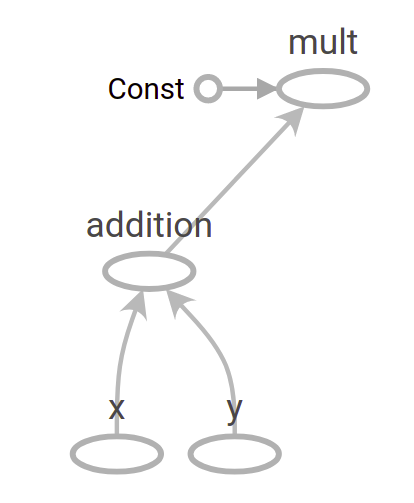 mult
Const
addition
x
y